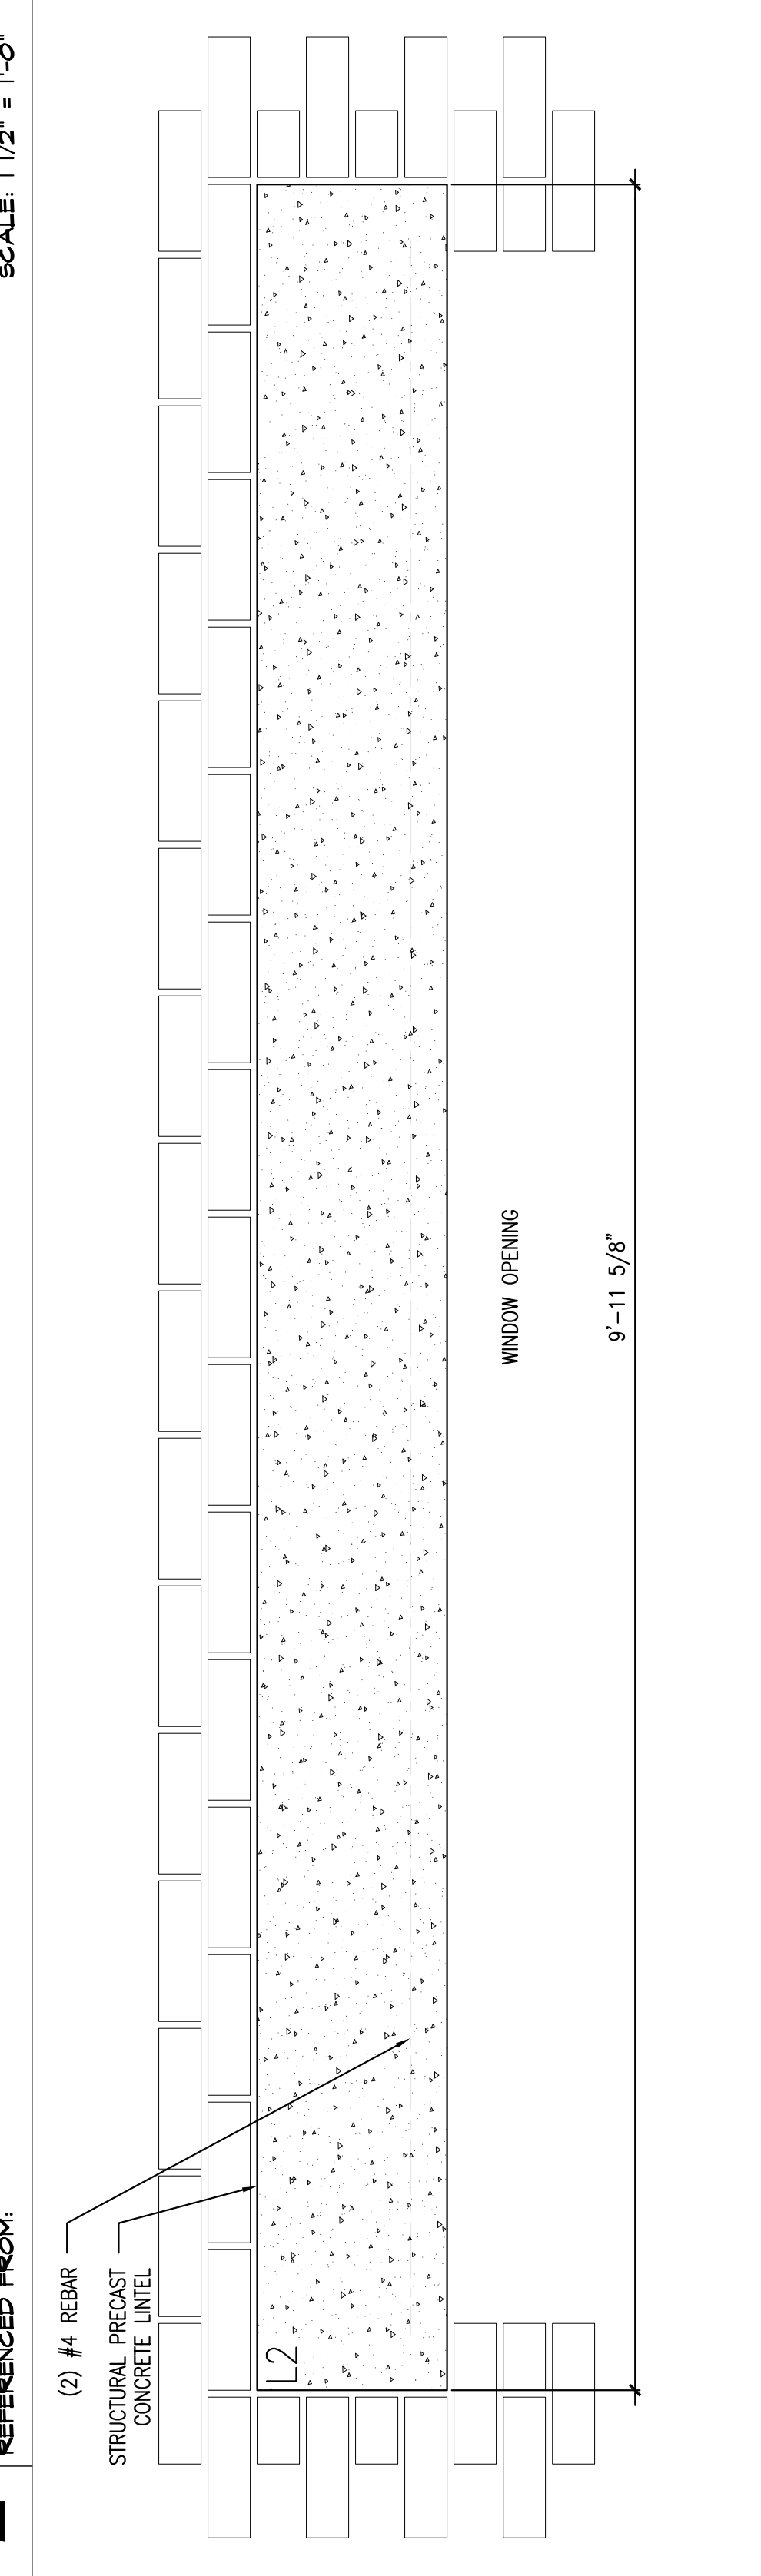 REFERENCED FROM:
SCALE: 1 1/2" = 1'-0"
(2) #4 REBAR
STRUCTURAL PRECAST
CONCRETE LINTEL
L2
WINDOW OPENING
9'-11 5/8"